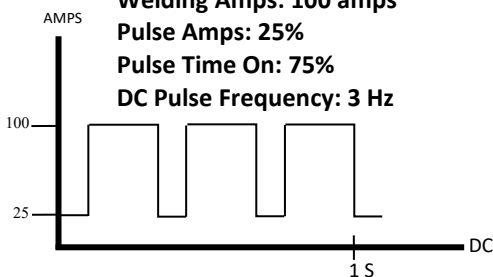 Welding Amps: 100 amps
AMPS
Pulse Amps: 25%
Pulse Time On: 75%
DC Pulse Frequency: 3 Hz
100
25
DC
1 S